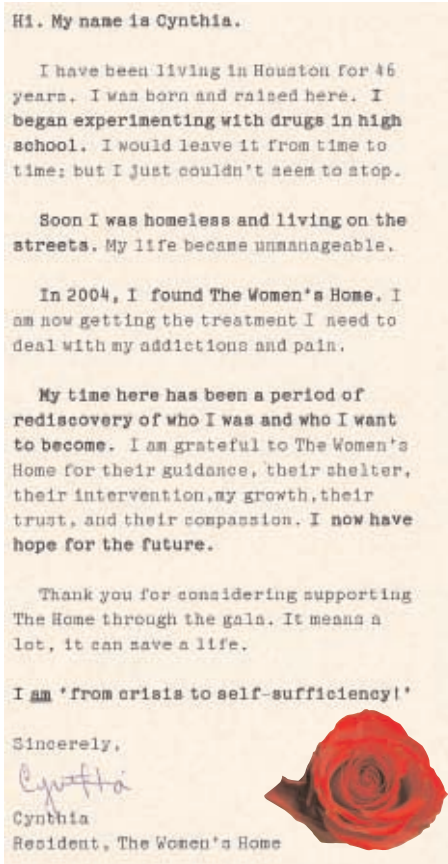 Hi. My name is Cynthia.
I have been living in Houston for 46
years. I was born and raised here. I
began experimenting with drugs in high
school. I would leave it from time to
time; but I just couldn't seem to stop.
Soon I was homeless and living on the
streets. My life became unmanageable.
In 2004, I found The Women's Home. I
am now getting the treatment I need to
deal with my addictions and pain.
My time here has been a period of
rediscovery of who I was and who I want
to become. I am grateful to The Women's
Home for their guidance, their shelter,
their intervention,my growth,their
trust, and their compassion. I now have
hope for the future.
Thank you for considering supporting
The Home through the gala. It means a
lot, it can save a life.
I am 'from crisis to self-sufficiency!'
Sincerely,
Cynthia
Cynthia
Resident, The Women's Home